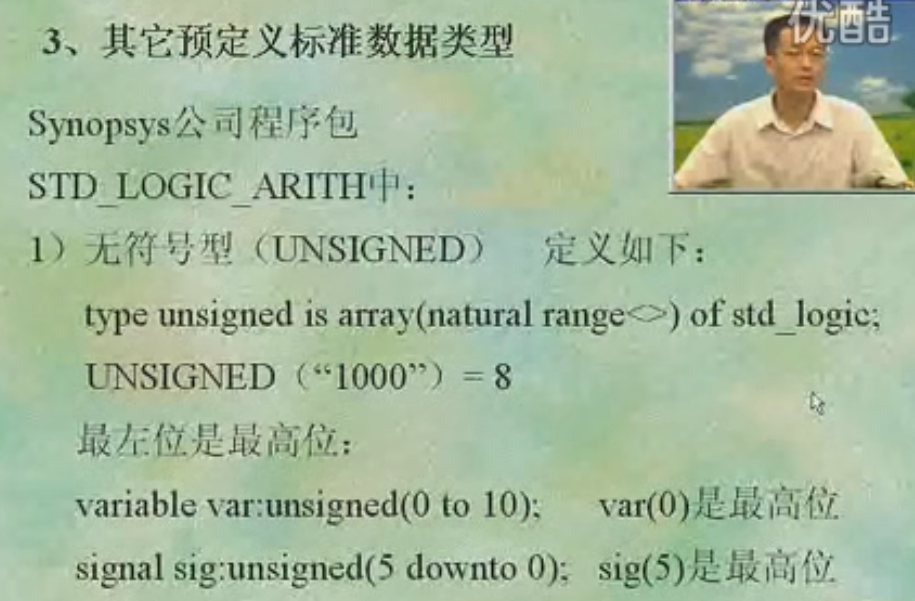 优酷
3、其它预定义标准数据类型
Synopsys公司程序包
STD_LOGIC_ARITH中：
1）无符号型（UNSIGNED） 定义如下：
type unsigned is array(natural range<>) of std_logic;
UNSIGNED（“1000”）= 8
最左位是最高位：
variable var:unsigned(0 to 10); var(0)是最高位
signal sig:unsigned(5 downto 0); sig(5)是最高位